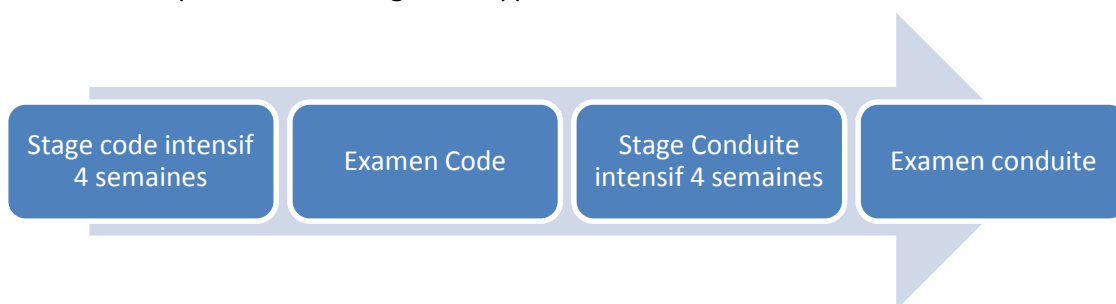 Stage code intensif
4 semaines
Examen Code
Stage Conduite
intensif 4 semaines
Examen conduite